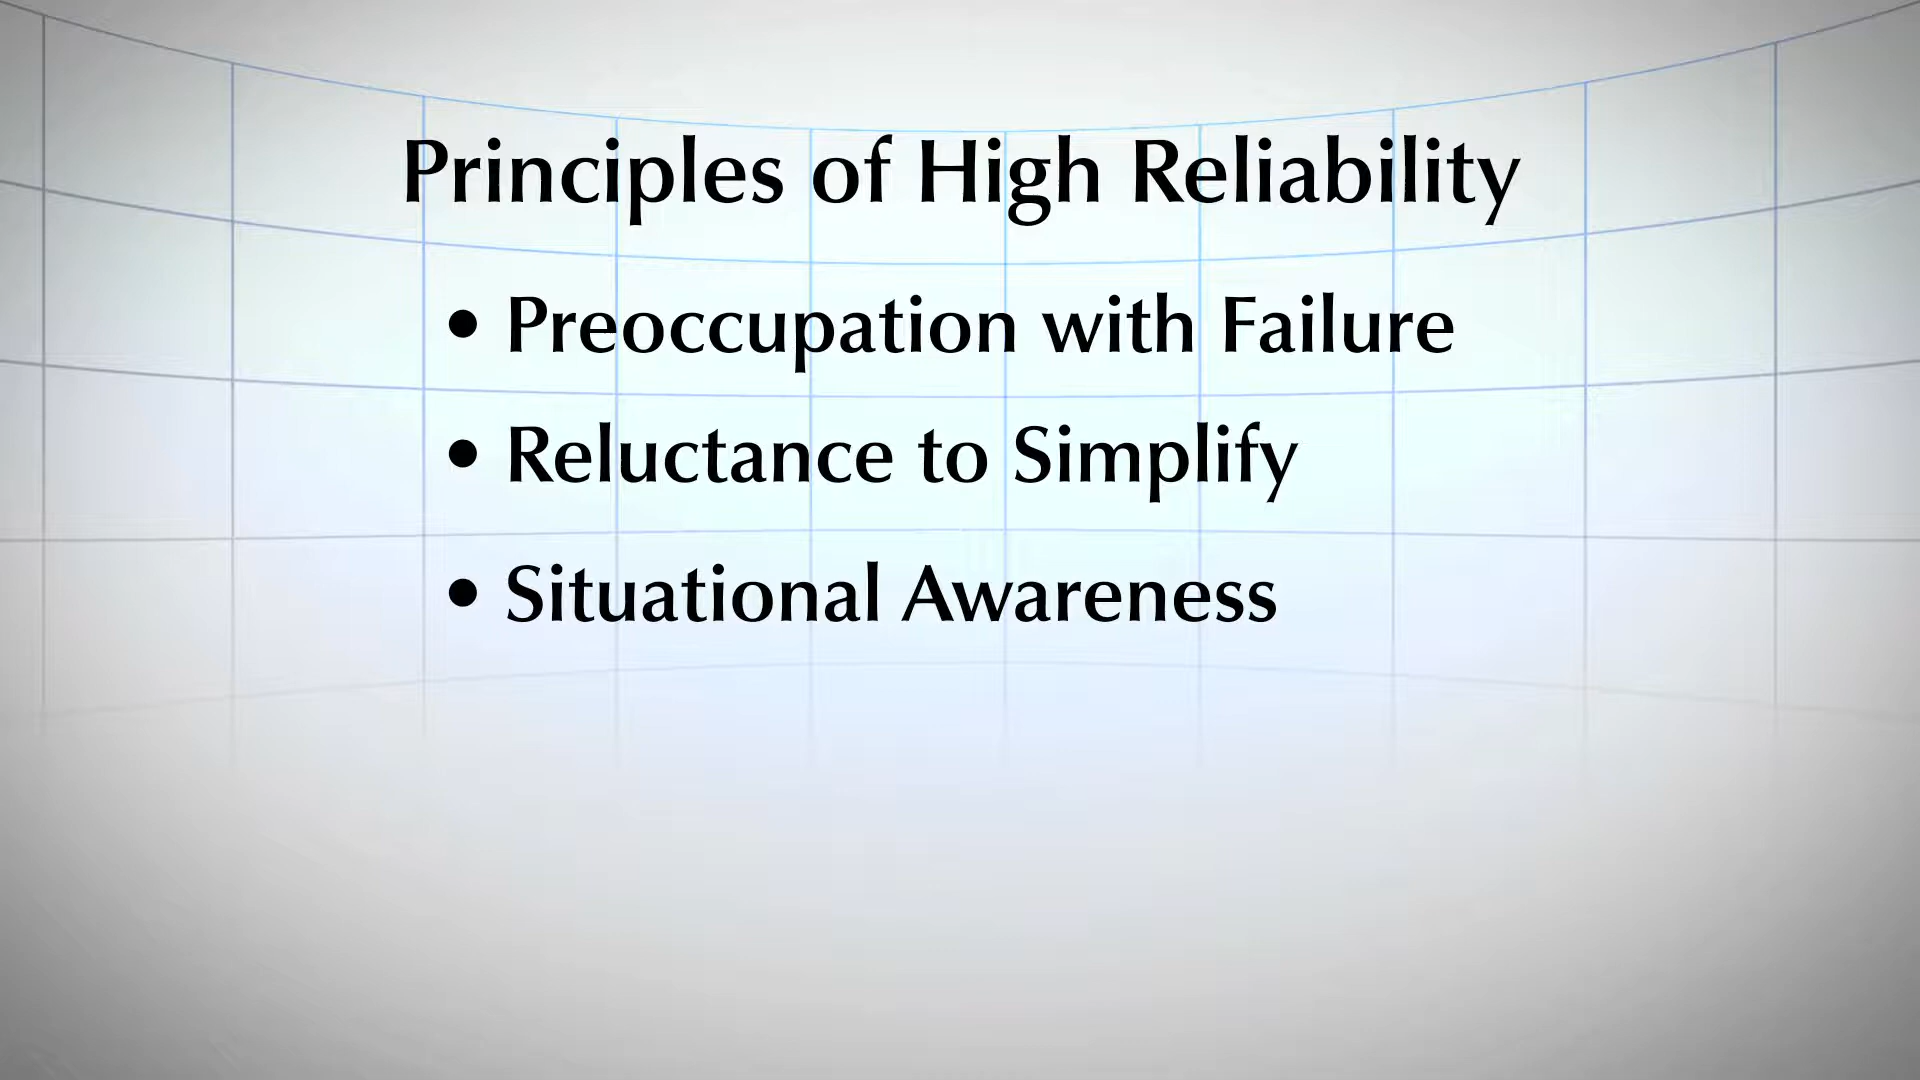 Principles of High Reliability
• Preoccupation with Failure
• Reluctance to Simplify
• Situational Awareness